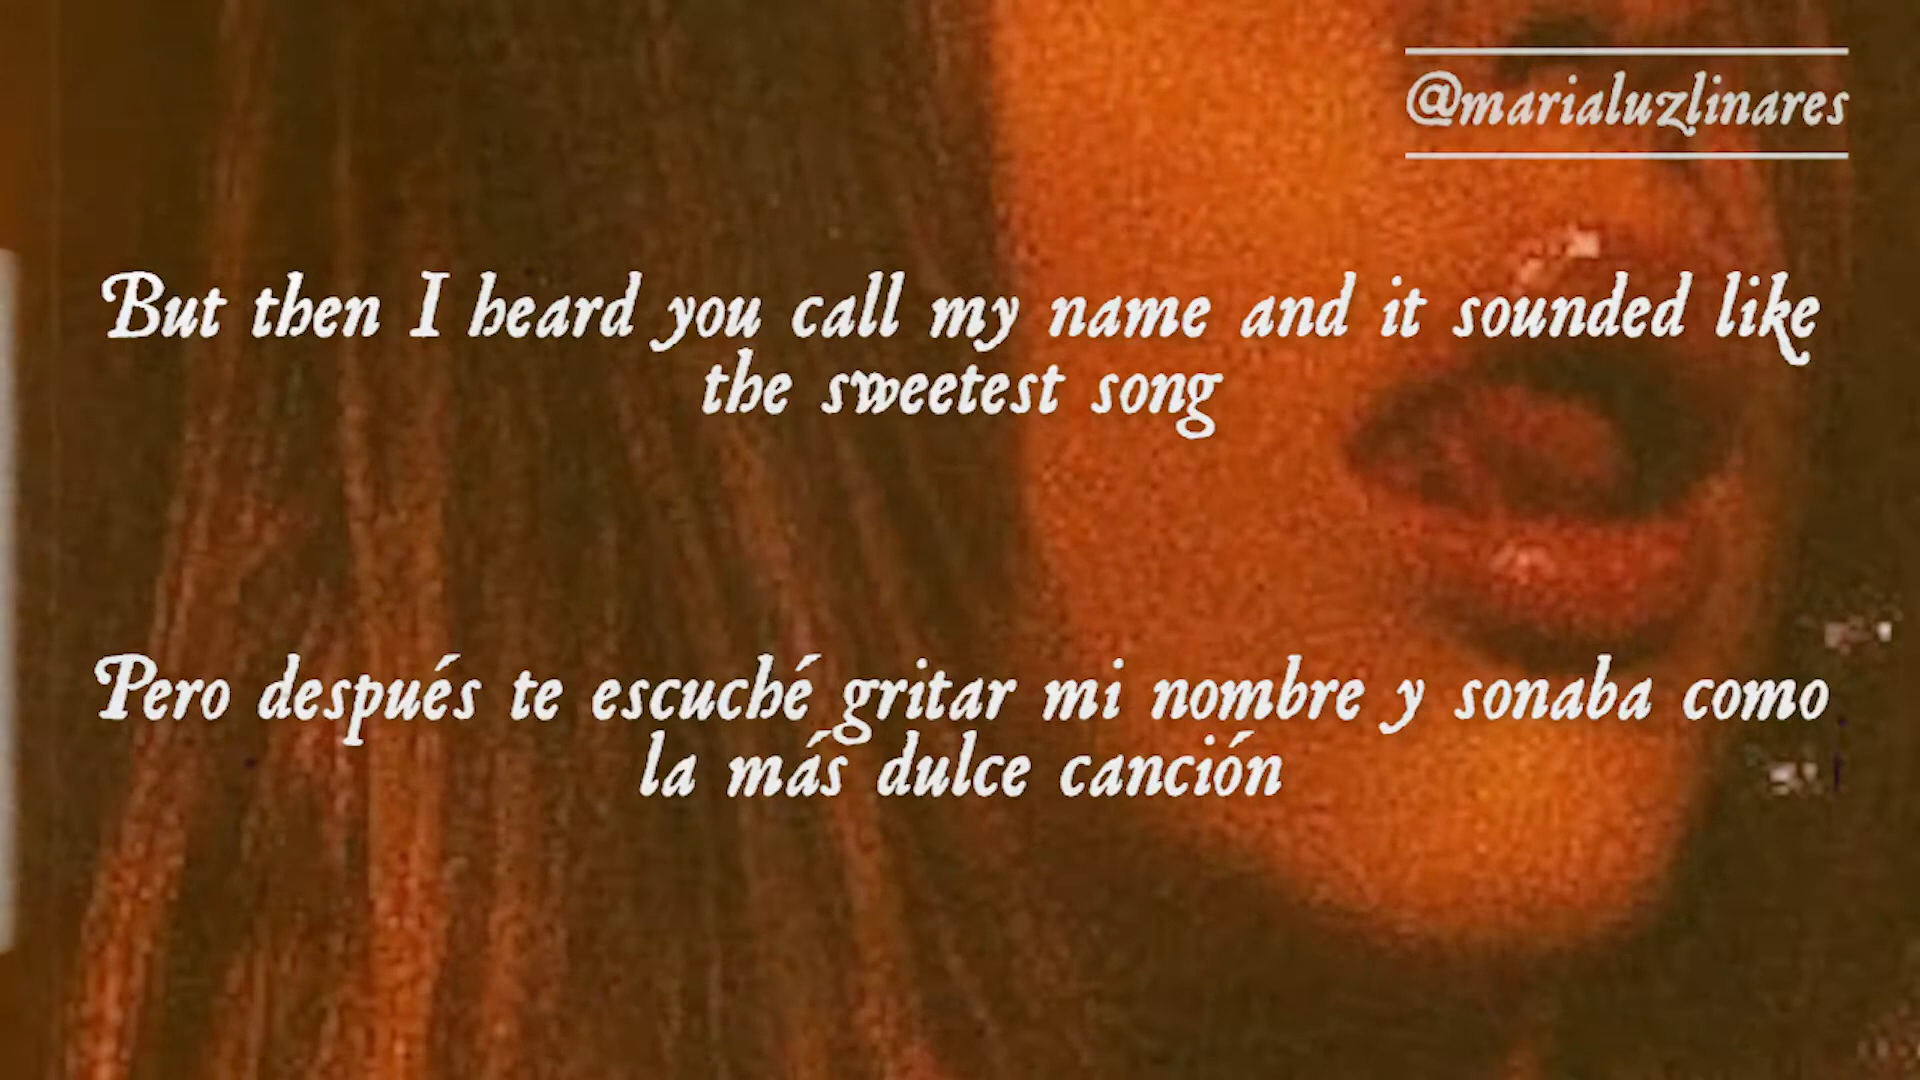 @marialuzlinares
But then I heard you call my name and it sounded like
the sweetest song
Pero después te escuché gritar mi nombre y sonaba como
la más dulce canción